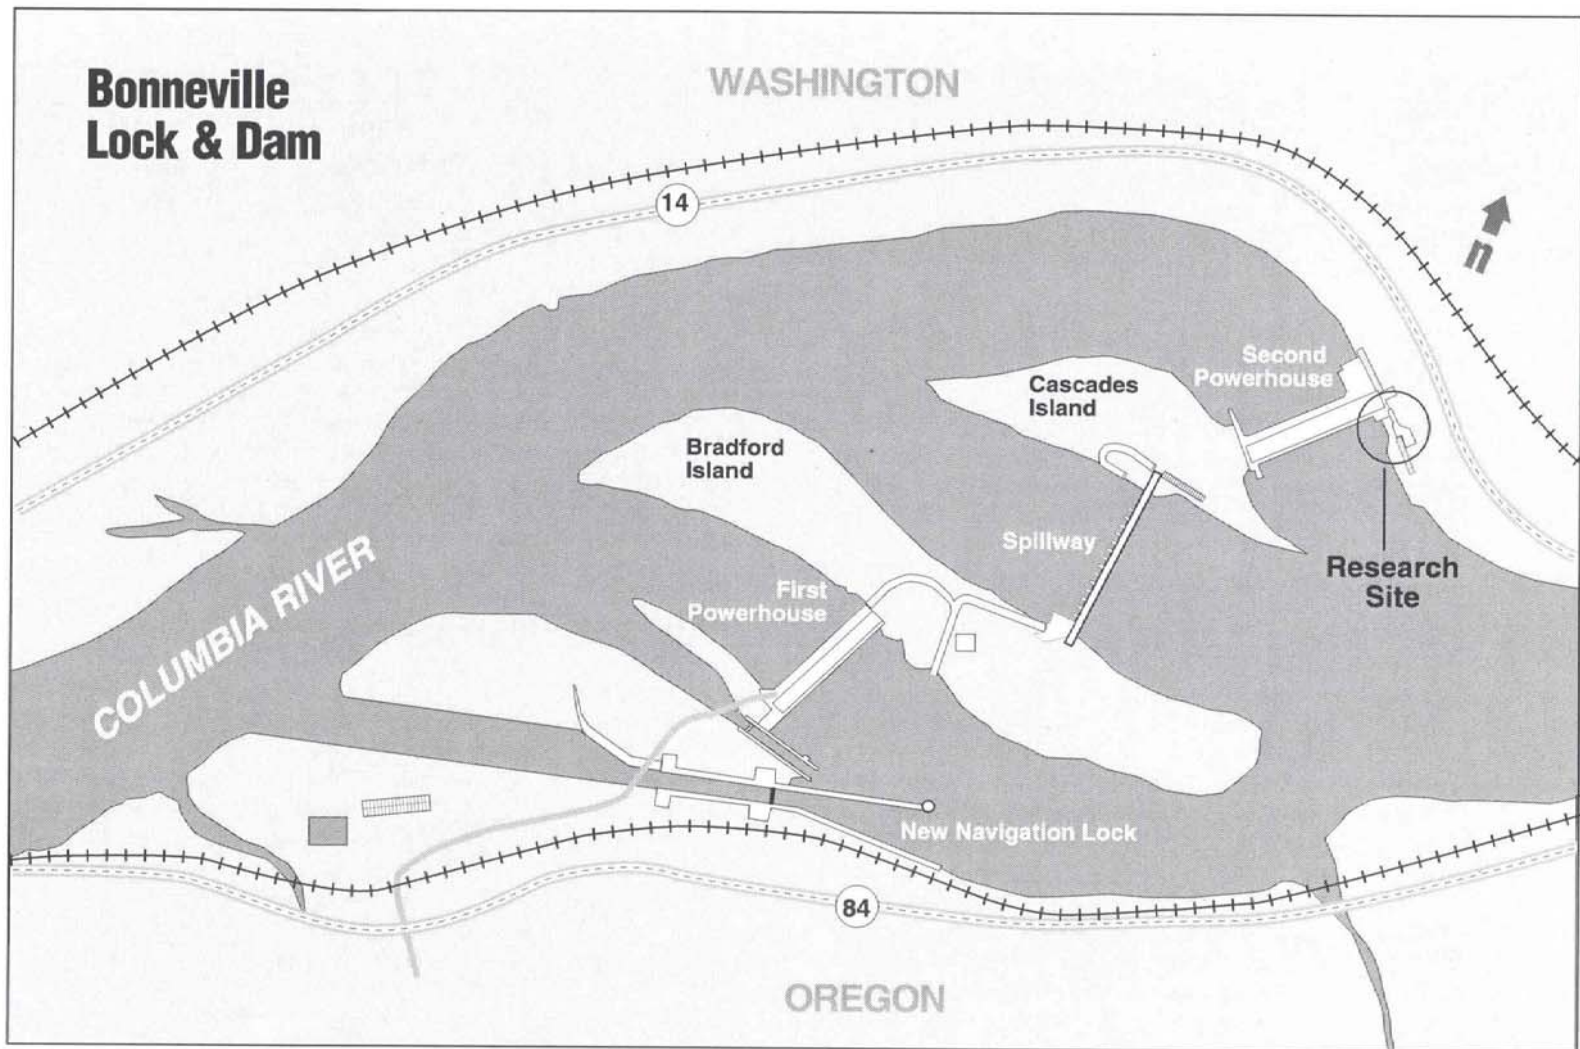 Bonneville
Lock & Dam
WASHINGTON
14
n
Second
Powerhouse
Cascades
Island
Bradford
Island
Spillway
Research
Site
First
Powerhouse
COLUMBIA RIVER
New Navigation Lock
84
OREGON